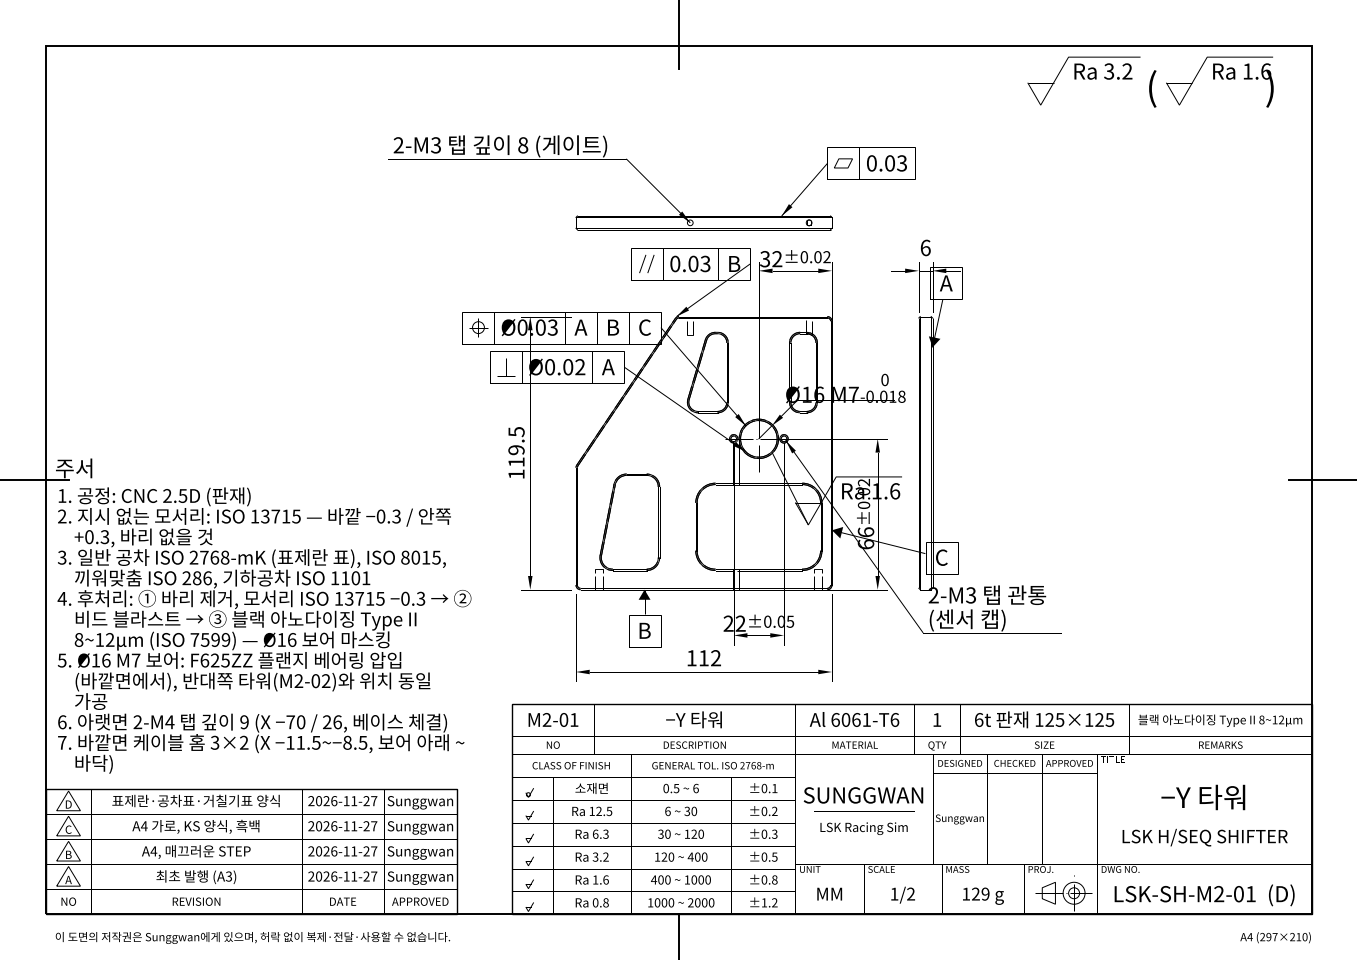 Ra 3.2 ( Ra 1.6 )
2-M3 탭 깊이 8 (게이트)
0.03
// 0.03 B
32±0.02
6
A
⌖ Ø0.03 A B C
⊥ Ø0.02 A
Ø16 M7 0 -0.018
119.5
Ra 1.6
66±0.02
C
2-M3 탭 관통
(센서 캡)
22±0.05
B
112
주서
1. 공정: CNC 2.5D (판재)
2. 지시 없는 모서리: ISO 13715 — 바깥 −0.3 / 안쪽
+0.3, 바리 없을 것
3. 일반 공차 ISO 2768-mK (표제란 표), ISO 8015,
끼워맞춤 ISO 286, 기하공차 ISO 1101
4. 후처리: ① 바리 제거, 모서리 ISO 13715 −0.3 → ②
비드 블라스트 → ③ 블랙 아노다이징 Type II
8~12µm (ISO 7599) — Ø16 보어 마스킹
5. Ø16 M7 보어: F625ZZ 플랜지 베어링 압입
(바깥면에서), 반대쪽 타워(M2-02)와 위치 동일
가공
6. 아랫면 2-M4 탭 깊이 9 (X −70 / 26, 베이스 체결)
7. 바깥면 케이블 홈 3×2 (X −11.5~−8.5, 보어 아래 ~
바닥)
D 표제란·공차표·거칠기표 양식 2026-11-27 Sunggwan
C A4 가로, KS 양식, 흑백 2026-11-27 Sunggwan
B A4, 매끄러운 STEP 2026-11-27 Sunggwan
A 최초 발행 (A3) 2026-11-27 Sunggwan
NO REVISION DATE APPROVED
M2-01 −Y 타워 Al 6061-T6 1 6t 판재 125×125 블랙 아노다이징 Type II 8~12µm
NO DESCRIPTION MATERIAL QTY SIZE REMARKS
CLASS OF FINISH GENERAL TOL. ISO 2768-m
소재면 0.5 ~ 6 ±0.1
Ra 12.5 6 ~ 30 ±0.2
Ra 6.3 30 ~ 120 ±0.3
Ra 3.2 120 ~ 400 ±0.5
Ra 1.6 400 ~ 1000 ±0.8
Ra 0.8 1000 ~ 2000 ±1.2
SUNGGWAN
LSK Racing Sim
DESIGNED CHECKED APPROVED
Sunggwan
TITLE
−Y 타워
LSK H/SEQ SHIFTER
UNIT SCALE MASS PROJ. DWG NO.
MM 1/2 129 g LSK-SH-M2-01 (D)
이 도면의 저작권은 Sunggwan에게 있으며, 허락 없이 복제·전달·사용할 수 없습니다.
A4 (297×210)